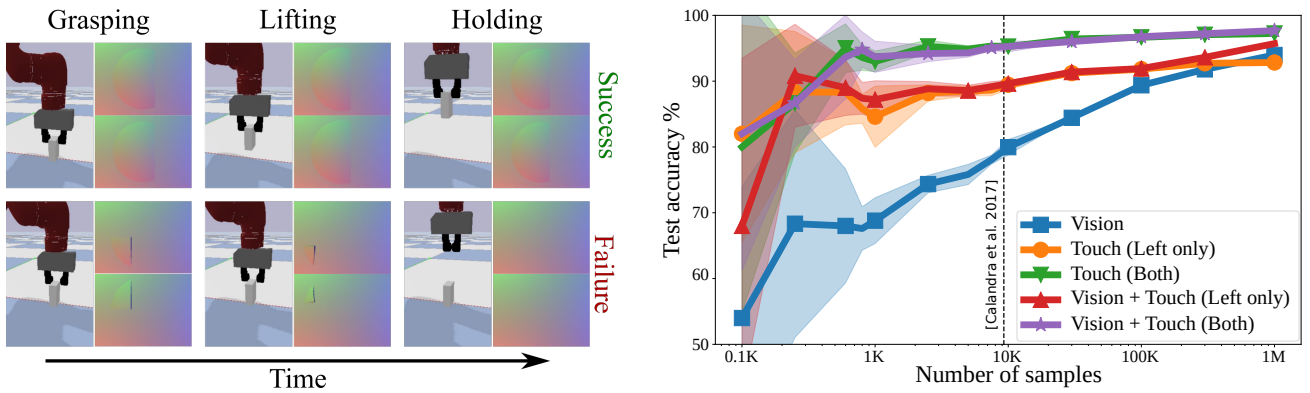 Grasping Lifting Holding
Success
Failure
Time
100
90
80
70
60
50
Test accuracy %
0.1K 1K 10K 100K 1M
Number of samples
[Calandra et al. 2017]
Vision
Touch (Left only)
Touch (Both)
Vision + Touch (Left only)
Vision + Touch (Both)